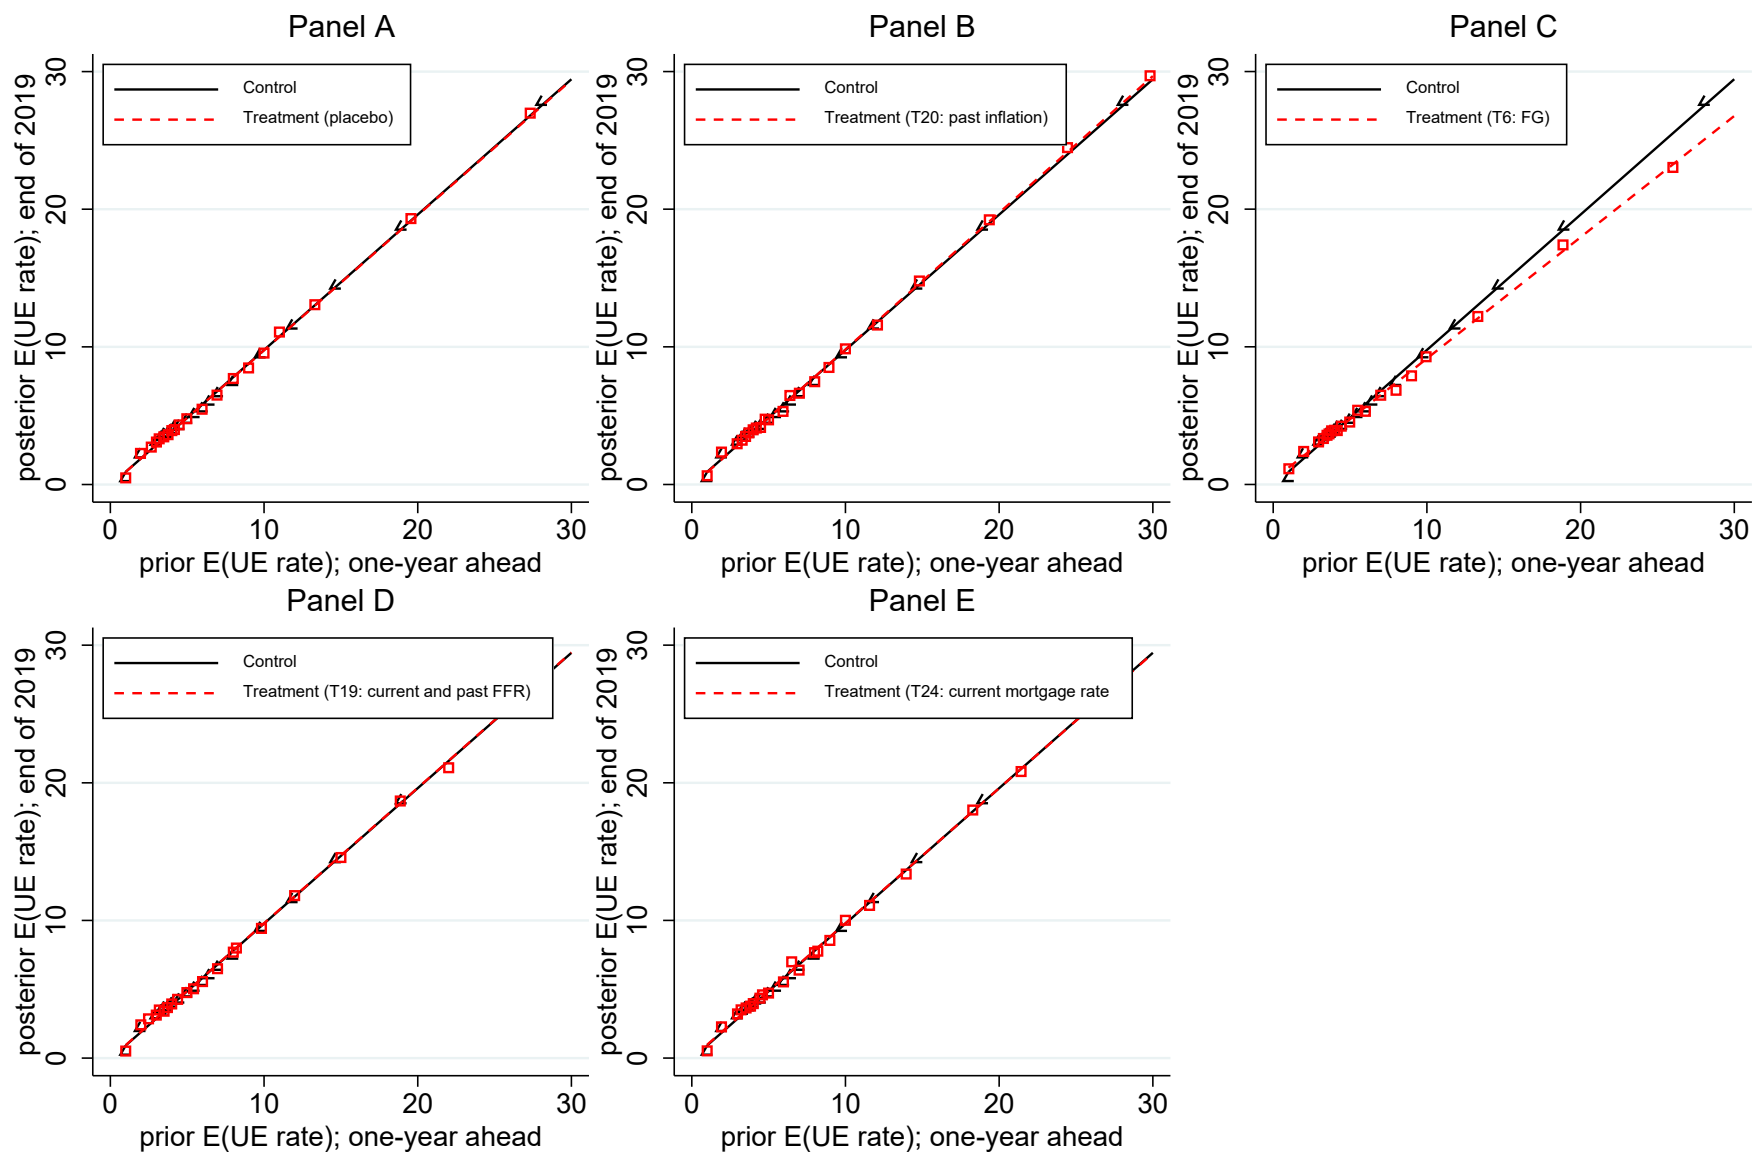 Panel A
posterior E(UE rate); end of 2019
30
20
10
0
Control
Treatment (placebo)
0 10 20 30
prior E(UE rate); one-year ahead
Panel B
posterior E(UE rate); end of 2019
30
20
10
0
Control
Treatment (T20: past inflation)
0 10 20 30
prior E(UE rate); one-year ahead
Panel C
posterior E(UE rate); end of 2019
30
20
10
0
Control
Treatment (T6: FG)
0 10 20 30
prior E(UE rate); one-year ahead
Panel D
posterior E(UE rate); end of 2019
30
20
10
0
Control
Treatment (T19: current and past FFR)
0 10 20 30
prior E(UE rate); one-year ahead
Panel E
posterior E(UE rate); end of 2019
30
20
10
0
Control
Treatment (T24: current mortgage rate
0 10 20 30
prior E(UE rate); one-year ahead